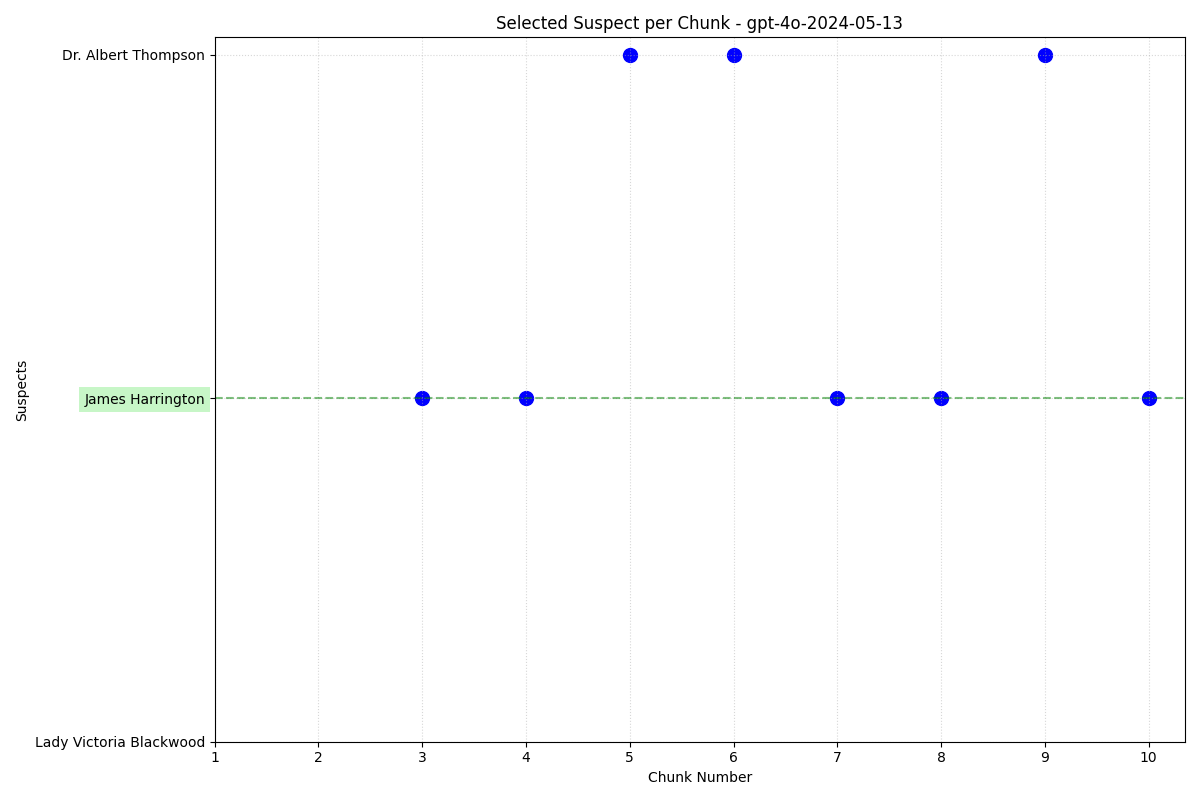 Selected Suspect per Chunk - gpt-4o-2024-05-13
Dr. Albert Thompson
James Harrington
Lady Victoria Blackwood
Suspects
1 2 3 4 5 6 7 8 9 10
Chunk Number